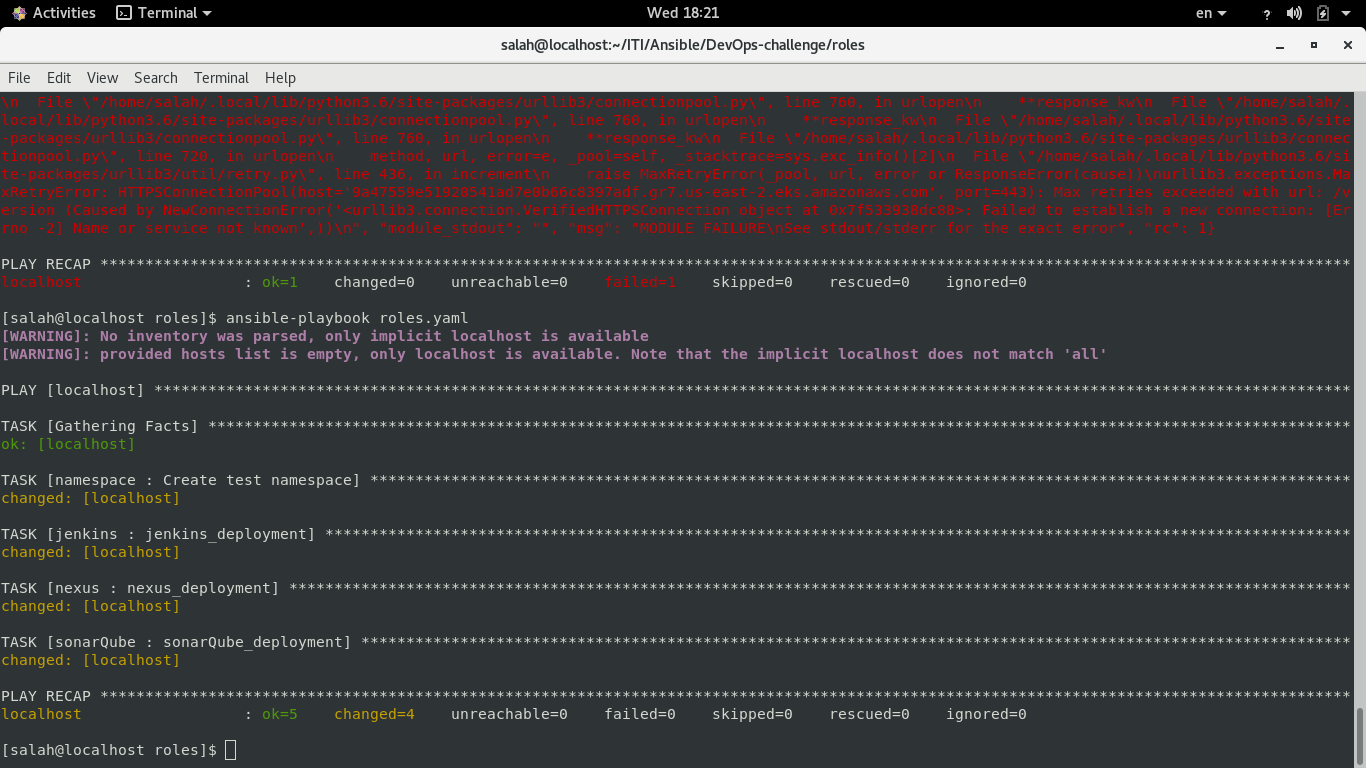 Activities Terminal Wed 18:21 en ?
salah@localhost:~/ITI/Ansible/DevOps-challenge/roles
File Edit View Search Terminal Help
\n  File \"/home/salah/.local/lib/python3.6/site-packages/urllib3/connectionpool.py\", line 760, in urlopen\n    **response_kw\n  File \"/home/salah/.
local/lib/python3.6/site-packages/urllib3/connectionpool.py\", line 760, in urlopen\n    **response_kw\n  File \"/home/salah/.local/lib/python3.6/site
-packages/urllib3/connectionpool.py\", line 760, in urlopen\n    **response_kw\n  File \"/home/salah/.local/lib/python3.6/site-packages/urllib3/connec
tionpool.py\", line 720, in urlopen\n    method, url, error=e, _pool=self, _stacktrace=sys.exc_info()[2]\n  File \"/home/salah/.local/lib/python3.6/si
te-packages/urllib3/util/retry.py\", line 436, in increment\n    raise MaxRetryError(_pool, url, error or ResponseError(cause))\nurllib3.exceptions.Ma
xRetryError: HTTPSConnectionPool(host='9a47559e51920541ad7e0b66c8397adf.gr7.us-east-2.eks.amazonaws.com', port=443): Max retries exceeded with url: /v
ersion (Caused by NewConnectionError('<urllib3.connection.VerifiedHTTPSConnection object at 0x7f533938dc88>: Failed to establish a new connection: [Er
rno -2] Name or service not known',))\n", "module_stdout": "", "msg": "MODULE FAILURE\nSee stdout/stderr for the exact error", "rc": 1}
PLAY RECAP *******************************************************************************************************************************************
localhost                  : ok=1    changed=0    unreachable=0    failed=1    skipped=0    rescued=0    ignored=0
[salah@localhost roles]$ ansible-playbook roles.yaml
[WARNING]: No inventory was parsed, only implicit localhost is available
[WARNING]: provided hosts list is empty, only localhost is available. Note that the implicit localhost does not match 'all'
PLAY [localhost] *************************************************************************************************************************************
TASK [Gathering Facts] *******************************************************************************************************************************
ok: [localhost]
TASK [namespace : Create test namespace] *************************************************************************************************************
changed: [localhost]
TASK [jenkins : jenkins_deployment] ******************************************************************************************************************
changed: [localhost]
TASK [nexus : nexus_deployment] **********************************************************************************************************************
changed: [localhost]
TASK [sonarQube : sonarQube_deployment] **************************************************************************************************************
changed: [localhost]
PLAY RECAP *******************************************************************************************************************************************
localhost                  : ok=5    changed=4    unreachable=0    failed=0    skipped=0    rescued=0    ignored=0
[salah@localhost roles]$